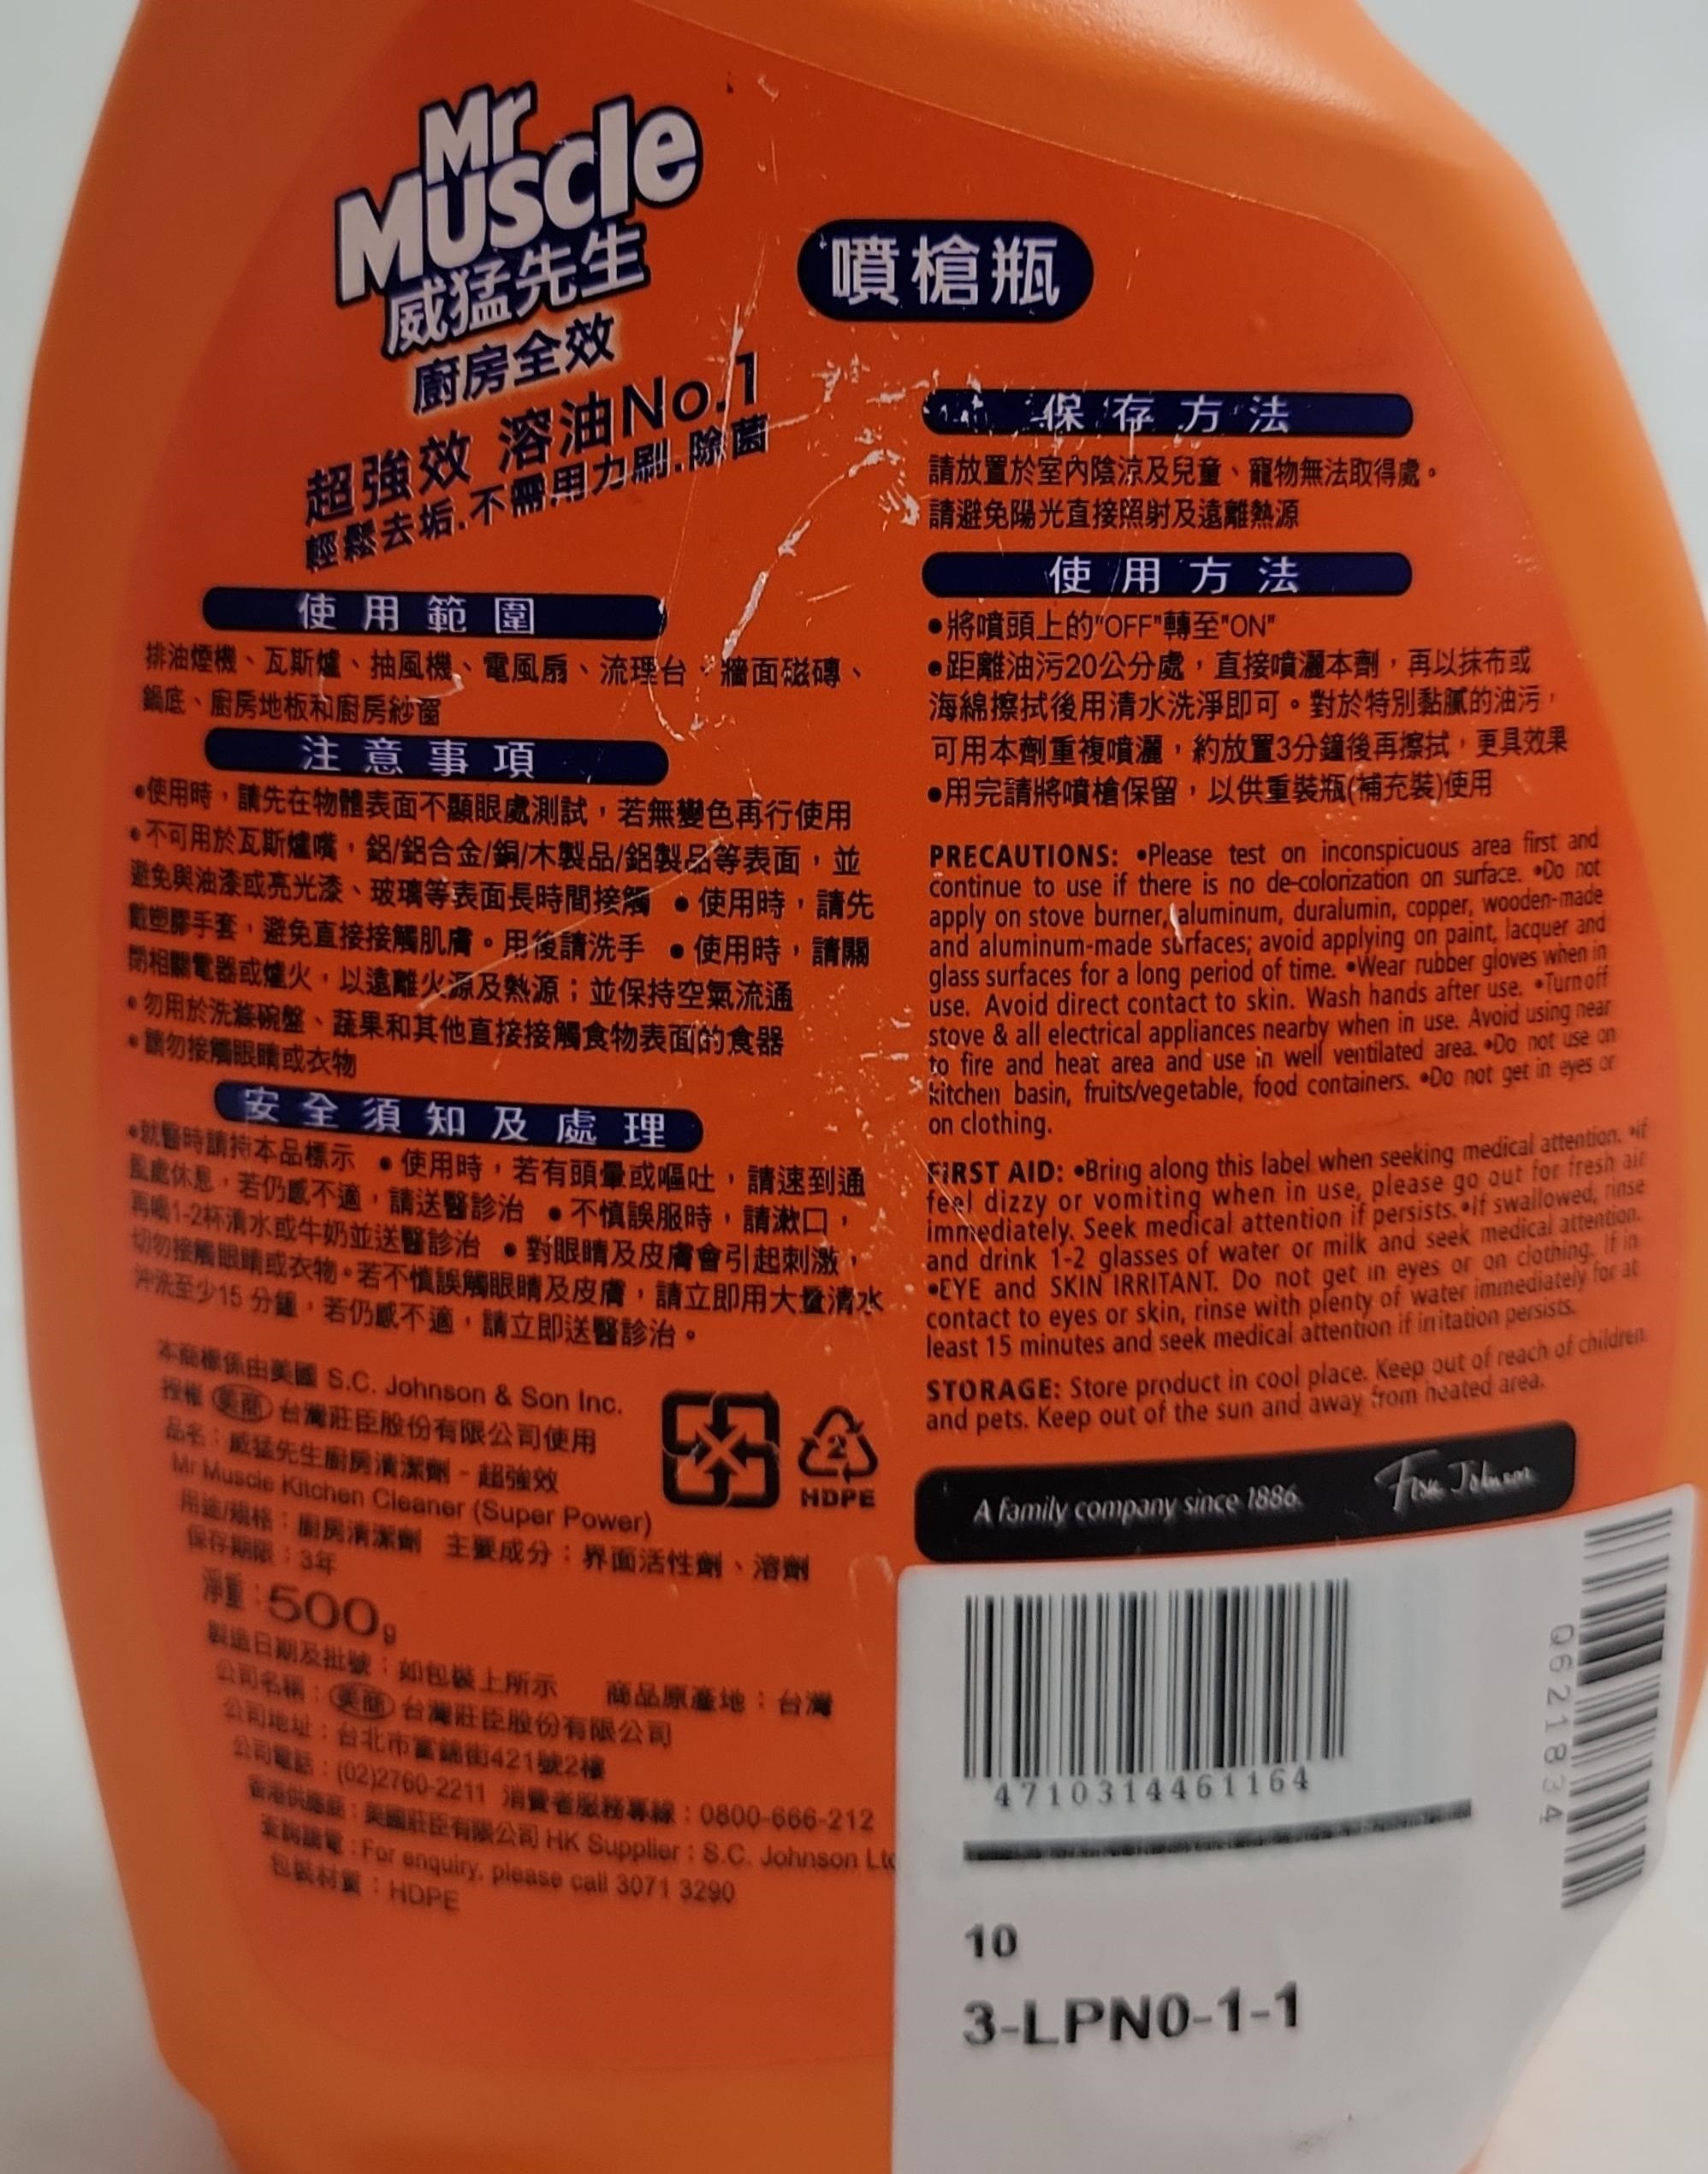 Mr
Muscle
威猛先生
廚房全效
超強效 溶油No.1
輕鬆去垢.不需用力刷.除菌
噴槍瓶
使用範圍
排油煙機、瓦斯爐、抽風機、電風扇、流理台、牆面磁磚、
鍋底、廚房地板和廚房紗窗
注意事項
•使用時，請先在物體表面不顯眼處測試，若無變色再行使用
•不可用於瓦斯爐嘴，鋁/鋁合金/銅/木製品/鋁製品等表面，並
避免與油漆或亮光漆、玻璃等表面長時間接觸 •使用時，請先
戴塑膠手套，避免直接接觸肌膚。用後請洗手 •使用時，請關
閉相關電器或爐火，以遠離火源及熱源；並保持空氣流通
•勿用於洗滌碗盤、蔬果和其他直接接觸食物表面的食器
•請勿接觸眼睛或衣物
安全須知及處理
•就醫時請持本品標示 •使用時，若有頭暈或嘔吐，請速到通
風處休息，若仍感不適，請送醫診治 •不慎誤服時，請漱口，
再喝1-2杯清水或牛奶並送醫診治 •對眼睛及皮膚會引起刺激，
切勿接觸眼睛或衣物。若不慎誤觸眼睛及皮膚，請立即用大量清水
沖洗至少15 分鐘，若仍感不適，請立即送醫診治。
本商標係由美國 S.C. Johnson & Son Inc.
授權 美商 台灣莊臣股份有限公司使用
品名：威猛先生廚房清潔劑－超強效
Mr Muscle Kitchen Cleaner (Super Power)
用途/規格：廚房清潔劑 主要成分：界面活性劑、溶劑
保存期限：3年
淨重：500g
製造日期及批號：如包裝上所示 商品原產地：台灣
公司名稱：美商 台灣莊臣股份有限公司
公司地址：台北市富錦街421號2樓
公司電話：(02)2760-2211 消費者服務專線：0800-666-212
香港供應商：美國莊臣有限公司 HK Supplier : S.C. Johnson Ltd
查詢請電：For enquiry, please call 3071 3290
包裝材質：HDPE
2
HDPE
保存方法
請放置於室內陰涼及兒童、寵物無法取得處。
請避免陽光直接照射及遠離熱源
使用方法
•將噴頭上的"OFF"轉至"ON"
•距離油污20公分處，直接噴灑本劑，再以抹布或
海綿擦拭後用清水洗淨即可。對於特別黏膩的油污，
可用本劑重複噴灑，約放置3分鐘後再擦拭，更具效果
•用完請將噴槍保留，以供重裝瓶(補充裝)使用
PRECAUTIONS: •Please test on inconspicuous area first and
continue to use if there is no de-colorization on surface. •Do not
apply on stove burner, aluminum, duralumin, copper, wooden-made
and aluminum-made surfaces; avoid applying on paint, lacquer and
glass surfaces for a long period of time. •Wear rubber gloves when in
use. Avoid direct contact to skin. Wash hands after use. •Turn off
stove & all electrical appliances nearby when in use. Avoid using near
to fire and heat area and use in well ventilated area. •Do not use on
kitchen basin, fruits/vegetable, food containers. •Do not get in eyes or
on clothing.
FIRST AID: •Bring along this label when seeking medical attention. •If
feel dizzy or vomiting when in use, please go out for fresh air
immediately. Seek medical attention if persists. •If swallowed, rinse
and drink 1-2 glasses of water or milk and seek medical attention.
•EYE and SKIN IRRITANT. Do not get in eyes or on clothing. If in
contact to eyes or skin, rinse with plenty of water immediately for at
least 15 minutes and seek medical attention if irritation persists.
STORAGE: Store product in cool place. Keep out of reach of children
and pets. Keep out of the sun and away from heated area.
A family company since 1886.
Fisk Johnson
4710314461164
Q621834
10
3-LPN0-1-1